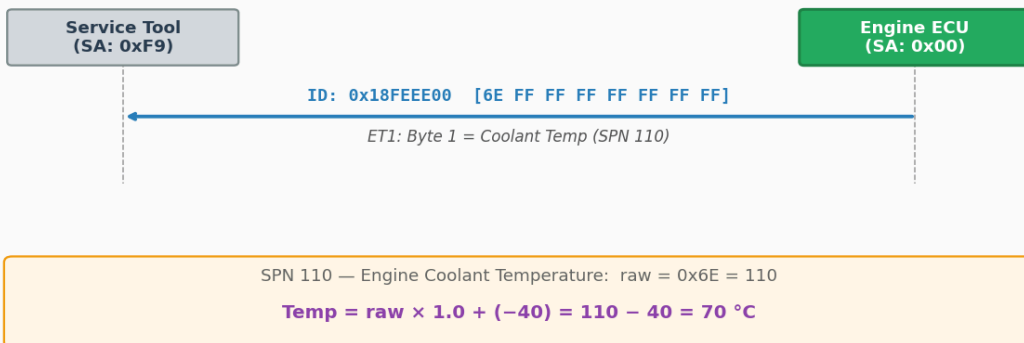 Service Tool
(SA: 0xF9)
Engine ECU
(SA: 0x00)
ID: 0x18FEEE00  [6E FF FF FF FF FF FF FF]
ET1: Byte 1 = Coolant Temp (SPN 110)
SPN 110 — Engine Coolant Temperature:  raw = 0x6E = 110
Temp = raw × 1.0 + (−40) = 110 − 40 = 70 °C